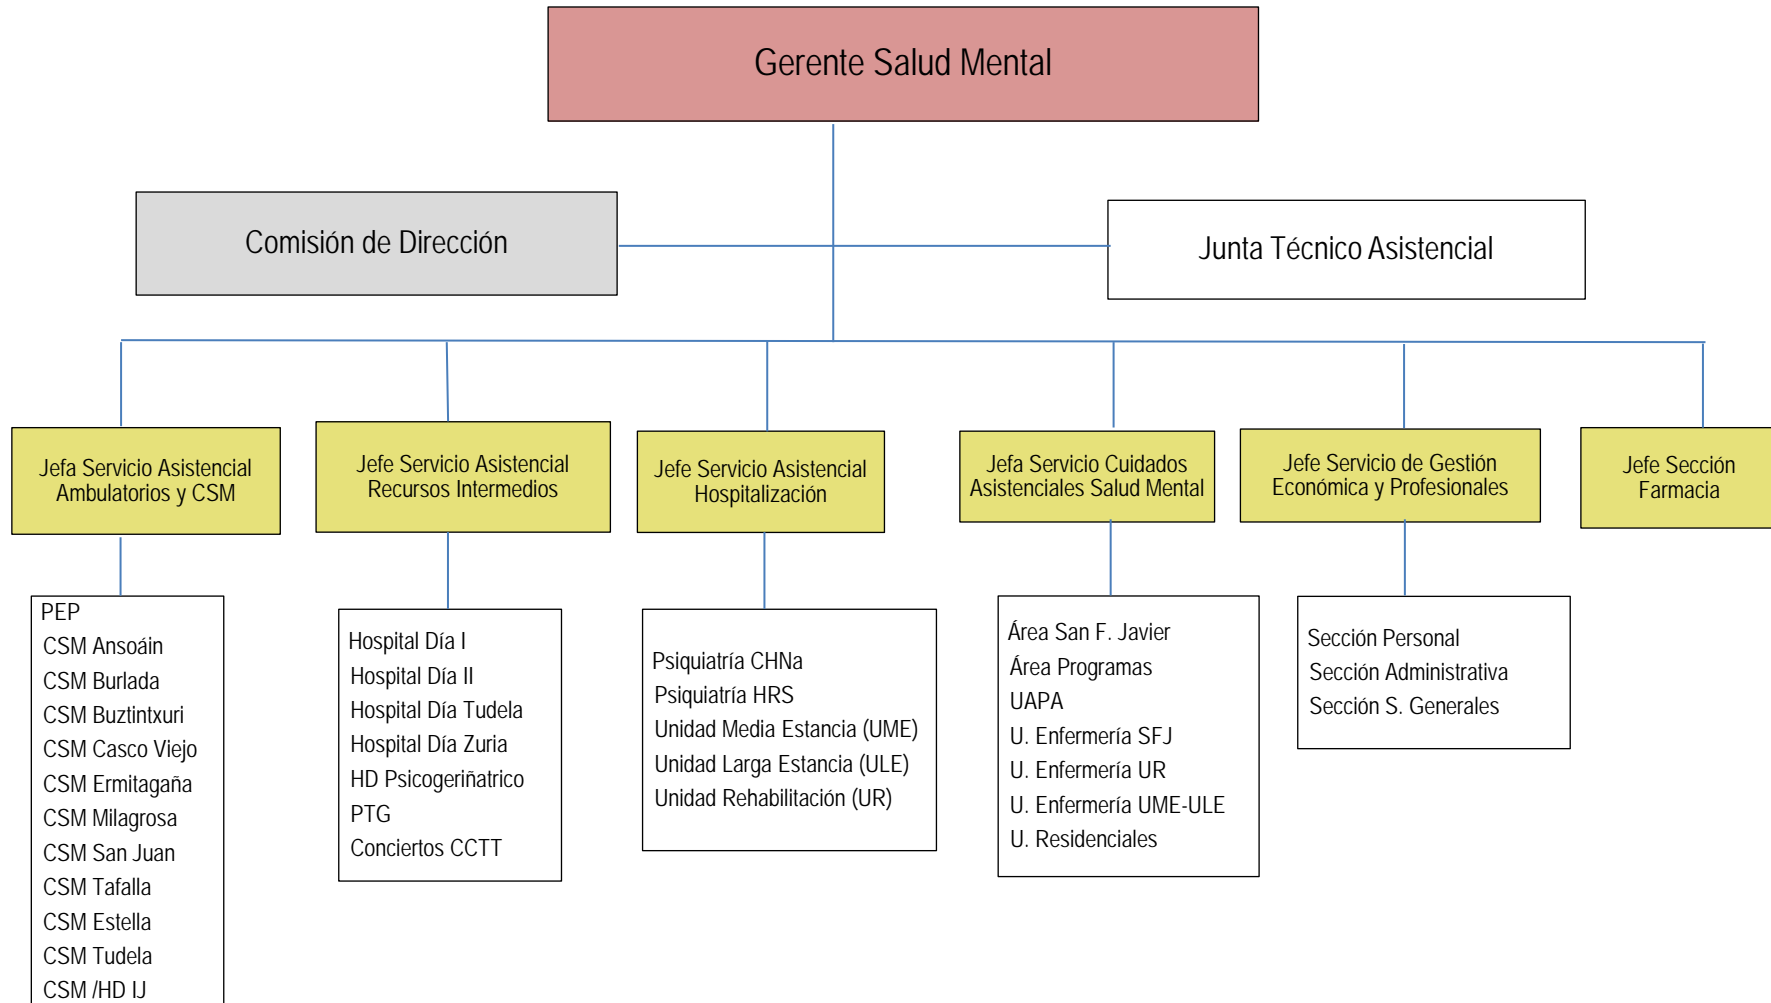 Gerente Salud Mental
Comisión de Dirección
Junta Técnico Asistencial
Jefa Servicio Asistencial
Ambulatorios y CSM
Jefe Servicio Asistencial
Recursos Intermedios
Jefe Servicio Asistencial
Hospitalización
Jefa Servicio Cuidados
Asistenciales Salud Mental
Jefe Servicio de Gestión
Económica y Profesionales
Jefe Sección
Farmacia
PEP
CSM Ansoáin
CSM Burlada
CSM Buztintxuri
CSM Casco Viejo
CSM Ermitagaña
CSM Milagrosa
CSM San Juan
CSM Tafalla
CSM Estella
CSM Tudela
CSM /HD IJ
Hospital Día I
Hospital Día II
Hospital Día Tudela
Hospital Día Zuria
HD Psicogeriñatrico
PTG
Conciertos CCTT
Psiquiatría CHNa
Psiquiatría HRS
Unidad Media Estancia (UME)
Unidad Larga Estancia (ULE)
Unidad Rehabilitación (UR)
Área San F. Javier
Área Programas
UAPA
U. Enfermería SFJ
U. Enfermería UR
U. Enfermería UME-ULE
U. Residenciales
Sección Personal
Sección Administrativa
Sección S. Generales